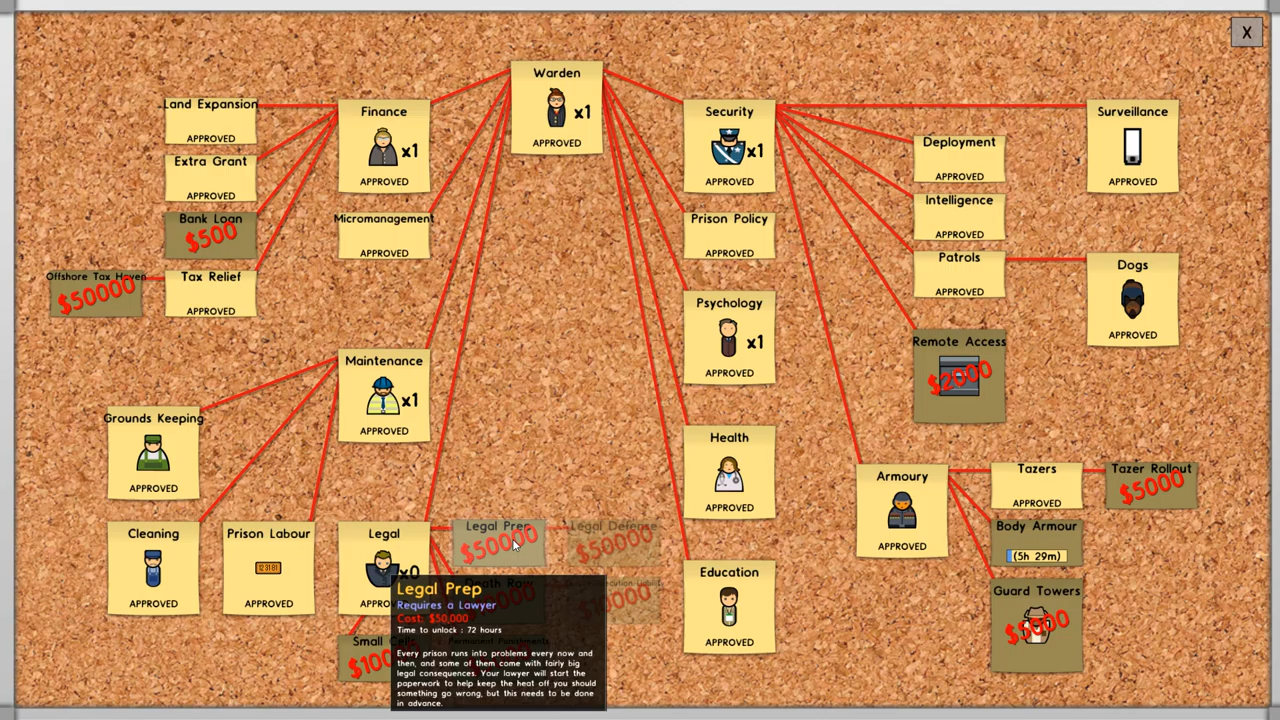 X
Warden
x1
APPROVED
Land Expansion
APPROVED
Extra Grant
APPROVED
Bank Loan
$500
Offshore Tax Haven
$50000
Tax Relief
APPROVED
Finance
x1
APPROVED
Micromanagement
APPROVED
Maintenance
x1
APPROVED
Grounds Keeping
APPROVED
Cleaning
APPROVED
Prison Labour
123181
APPROVED
Legal
x0
Legal Prep
$50000
Legal Defense
$50000
Legal Prep
Requires a Lawyer
Cost: $50,000
Time to unlock : 72 hours
Every prison runs into problems every now and
then, and some of them come with fairly big
legal consequences. Your lawyer will start the
paperwork to help keep the heat off you should
something go wrong, but this needs to be done
in advance.
Security
x1
APPROVED
Prison Policy
APPROVED
Psychology
x1
APPROVED
Health
APPROVED
Education
APPROVED
Deployment
APPROVED
Intelligence
APPROVED
Patrols
APPROVED
Remote Access
$2000
Surveillance
APPROVED
Dogs
APPROVED
Armoury
APPROVED
Tazers
APPROVED
Tazer Rollout
$5000
Body Armour
(5h 29m)
Guard Towers
$5000